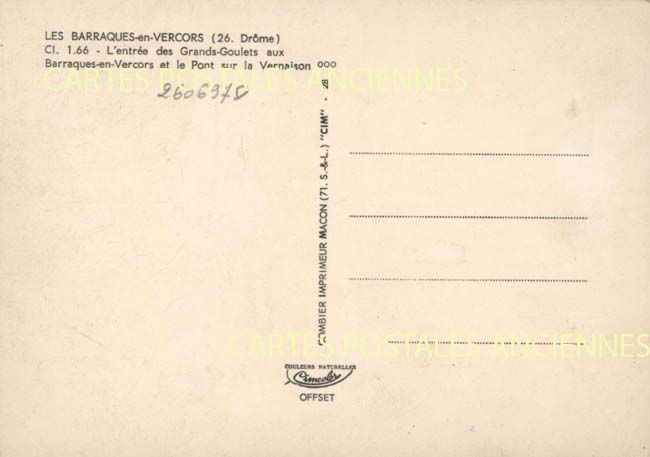 LES BARRAQUES-en-VERCORS (26. Drôme)
Cl. 1.66 - L'entrée des Grands-Goulets aux
Barraques-en-Vercors et le Pont sur la Vernaison ooo
CARTES POSTALES ANCIENNES
2606975
COMBIER IMPRIMEUR MACON (71. S.-&-L.) "CIM" -
CARTES POSTALES ANCIENNES
COULEURS NATURELLES
Cimcolor
OFFSET